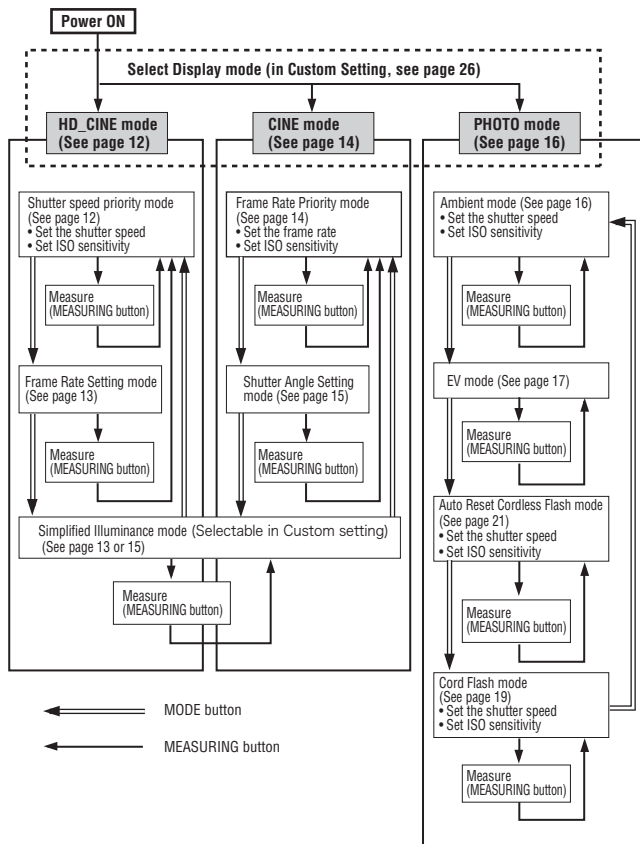 Power ON
Select Display mode (in Custom Setting, see page 26)
HD_CINE mode
(See page 12)
CINE mode
(See page 14)
PHOTO mode
(See page 16)
Shutter speed priority mode
(See page 12)
• Set the shutter speed
• Set ISO sensitivity
Measure
(MEASURING button)
Frame Rate Setting mode
(See page 13)
Measure
(MEASURING button)
Frame Rate Priority mode
(See page 14)
• Set the frame rate
• Set ISO sensitivity
Measure
(MEASURING button)
Shutter Angle Setting
mode (See page 15)
Measure
(MEASURING button)
Simplified Illuminance mode (Selectable in Custom setting)
(See page 13 or 15)
Measure
(MEASURING button)
Ambient mode (See page 16)
• Set the shutter speed
• Set ISO sensitivity
Measure
(MEASURING button)
EV mode (See page 17)
Measure
(MEASURING button)
Auto Reset Cordless Flash mode
(See page 21)
• Set the shutter speed
• Set ISO sensitivity
Measure
(MEASURING button)
Cord Flash mode
(See page 19)
• Set the shutter speed
• Set ISO sensitivity
Measure
(MEASURING button)
MODE button
MEASURING button